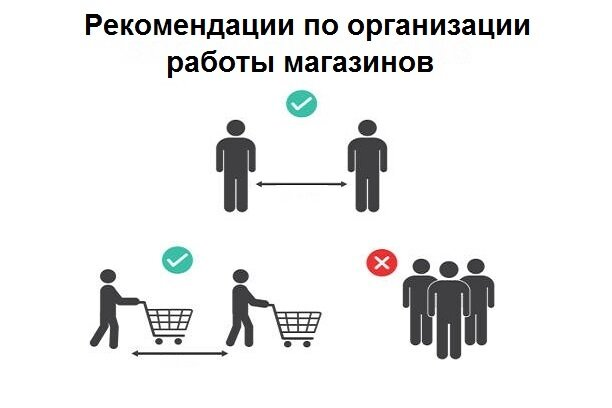 Рекомендации по организации
работы магазинов